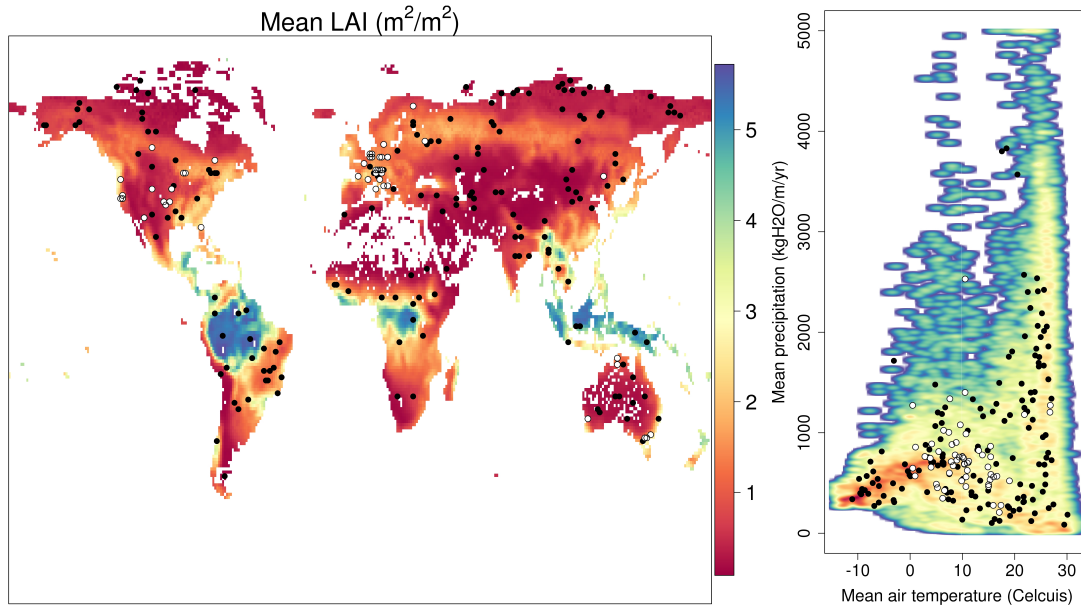 Mean LAI (m²/m²)
5
4
3
2
1
Mean precipitation (kgH2O/m/yr)
5000
4000
3000
2000
1000
0
-10 0 10 20 30
Mean air temperature (Celcuis)